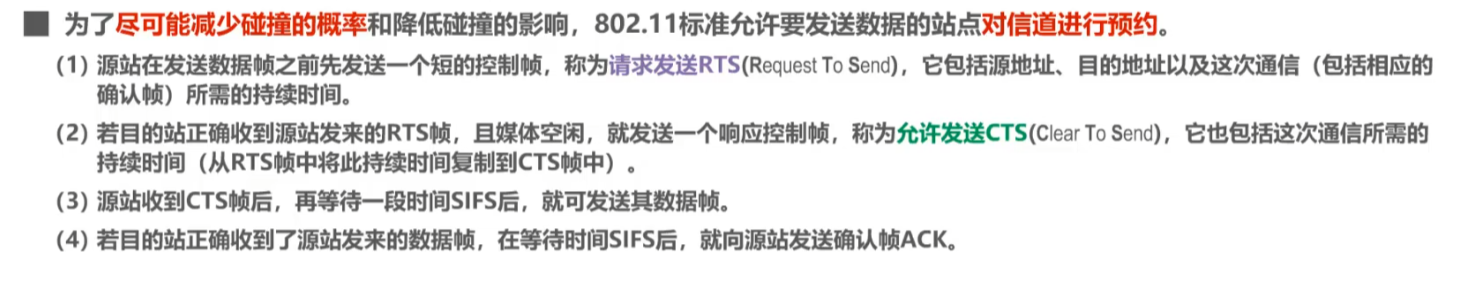 ■ 为了尽可能减少碰撞的概率和降低碰撞的影响，802.11标准允许要发送数据的站点对信道进行预约。
(1) 源站在发送数据帧之前先发送一个短的控制帧，称为请求发送RTS(Request To Send)，它包括源地址、目的地址以及这次通信（包括相应的
确认帧）所需的持续时间。
(2) 若目的站正确收到源站发来的RTS帧，且媒体空闲，就发送一个响应控制帧，称为允许发送CTS(Clear To Send)，它也包括这次通信所需的
持续时间（从RTS帧中将此持续时间复制到CTS帧中）。
(3) 源站收到CTS帧后，再等待一段时间SIFS后，就可发送其数据帧。
(4) 若目的站正确收到了源站发来的数据帧，在等待时间SIFS后，就向源站发送确认帧ACK。